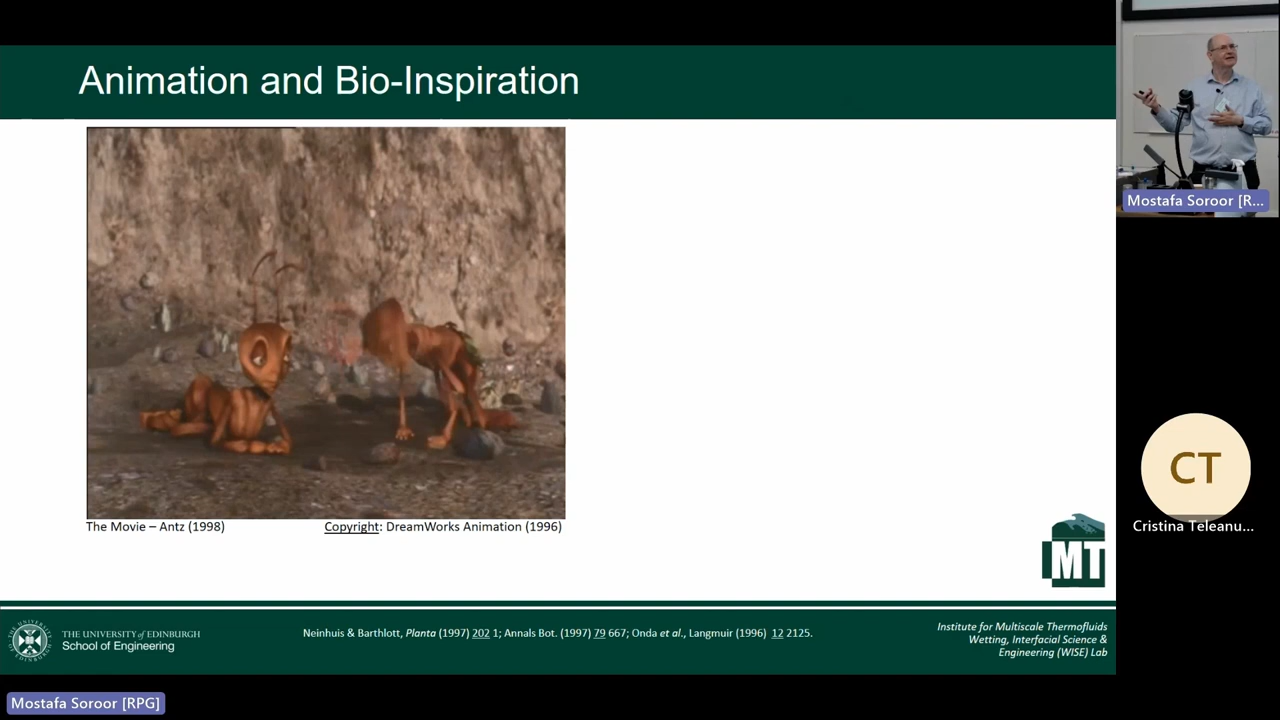 Animation and Bio-Inspiration
The Movie – Antz (1998)
Copyright: DreamWorks Animation (1996)
MT
THE UNIVERSITY of EDINBURGH
School of Engineering
Neinhuis & Barthlott, Planta (1997) 202 1; Annals Bot. (1997) 79 667; Onda et al., Langmuir (1996) 12 2125.
Institute for Multiscale Thermofluids
Wetting, Interfacial Science &
Engineering (WISE) Lab
Mostafa Soroor [R...
CT
Cristina Teleanu...
Mostafa Soroor [RPG]